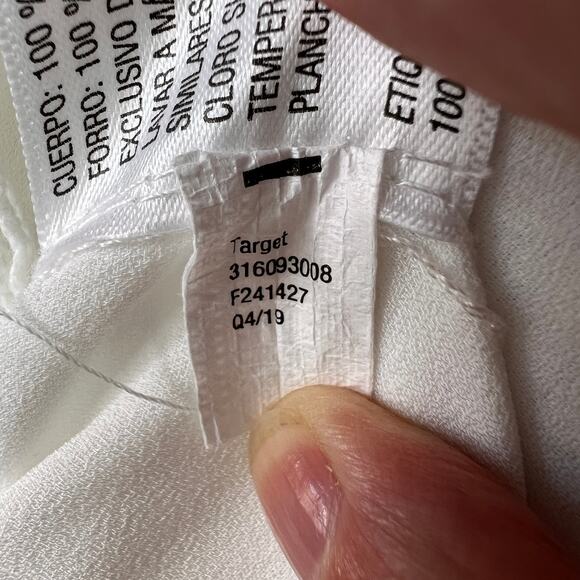 CUERPO: 100 %
FORRO: 100 %
EXCLUSIVO D
LAVAR A
SIMILARES
CLORO
TEMPER
PLANCH
ETIQ
100
Target
316093008
F241427
Q4/19